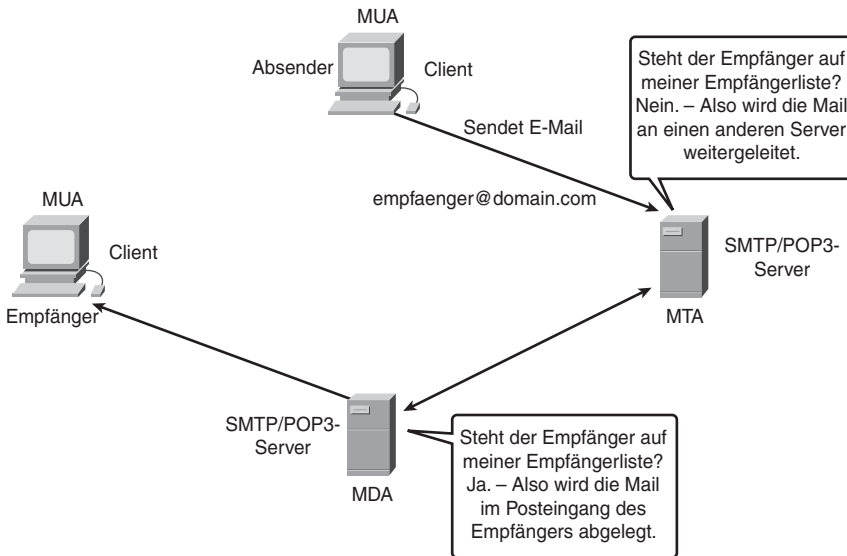 MUA
Absender
Client
Steht der Empfänger auf
meiner Empfängerliste?
Nein. – Also wird die Mail
an einen anderen Server
weitergeleitet.
Sendet E-Mail
empfaenger@domain.com
MUA
Client
Empfänger
SMTP/POP3-
Server
MTA
SMTP/POP3-
Server
MDA
Steht der Empfänger auf
meiner Empfängerliste?
Ja. – Also wird die Mail
im Posteingang des
Empfängers abgelegt.